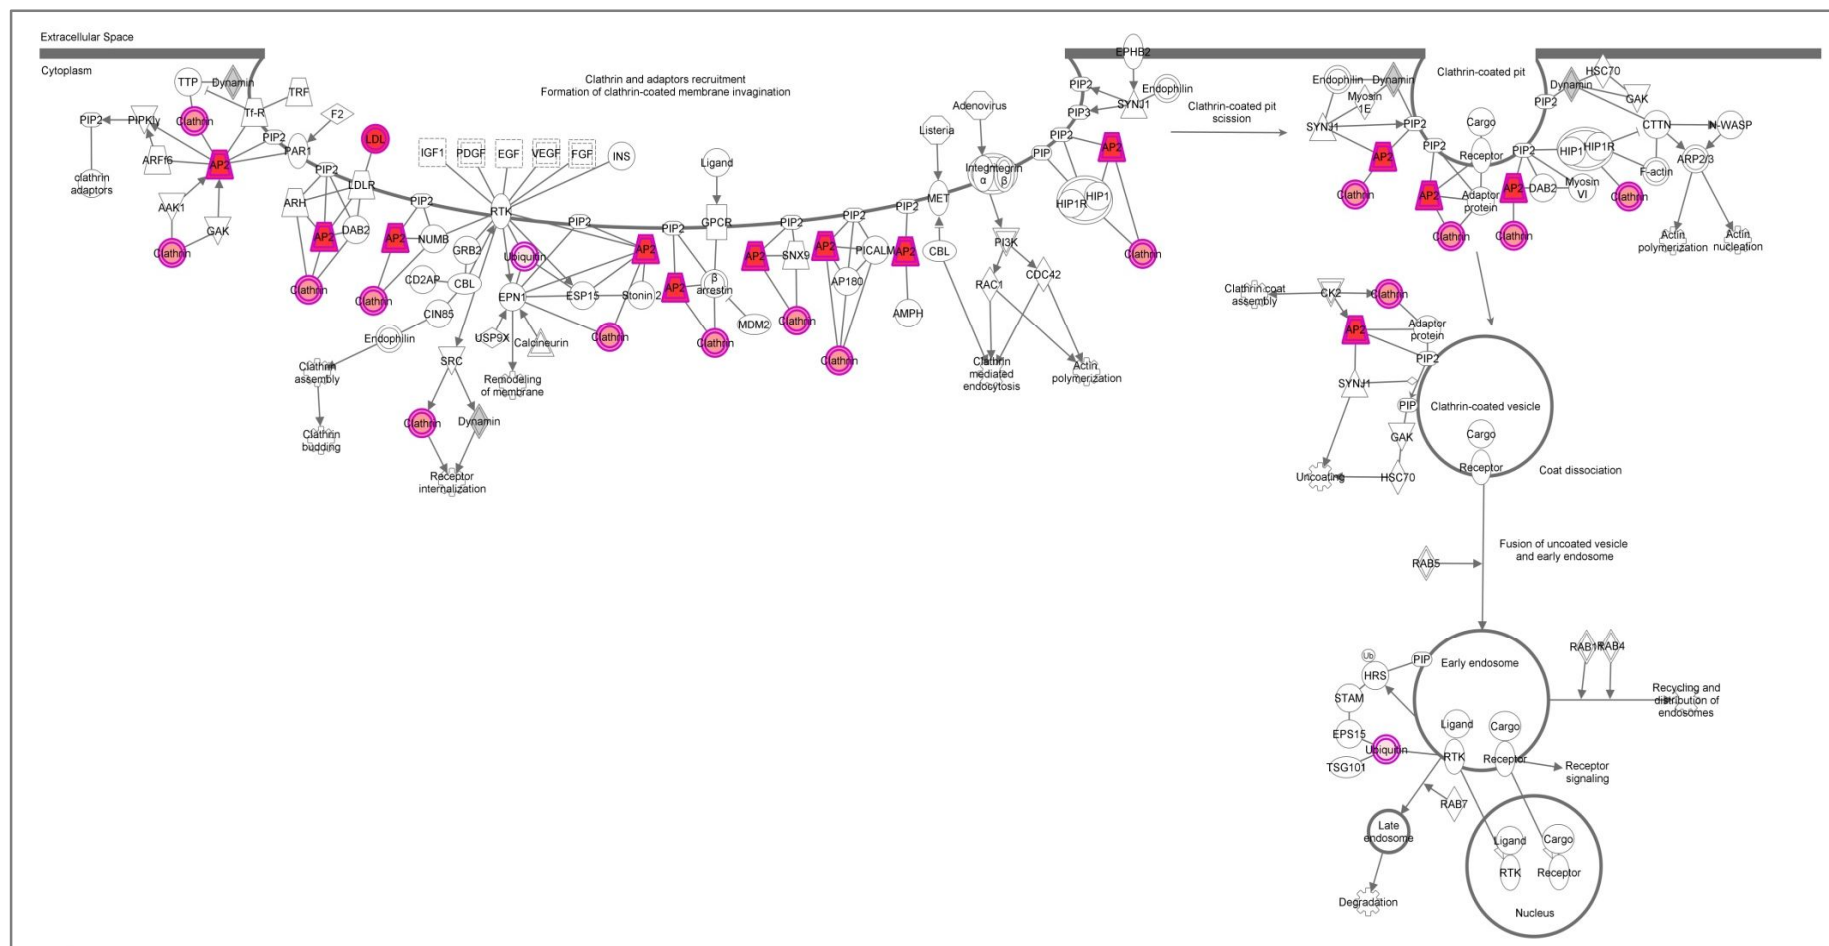 Extracellular Space
Cytoplasm
Clathrin and adaptors recruitment
Formation of clathrin-coated membrane invagination
TTP
Dynamin
TRF
Tf-R
PIP2
PIPKIγ
Clathrin
F2
PIP2
PAR1
ARF6
AP2
clathrin
adaptors
AAK1
GAK
Clathrin
LDL
PIP2
LDLR
ARH
AP2
DAB2
Clathrin
PIP2
AP2
NUMB
Clathrin
IGF1
PDGF
EGF
VEGF
FGF
INS
RTK
GRB2
CD2AP
CBL
CIN85
Endophilin
Clathrin
assembly
Clathrin
budding
SRC
Clathrin
Dynamin
Receptor
internalization
Ubiquitin
PIP2
AP2
EPN1
ESP15
Stonin 2
USP9X
Calcineurin
Clathrin
Remodeling
of membrane
Ligand
PIP2
GPCR
AP2
β
arrestin
MDM2
Clathrin
PIP2
AP2
SNX9
Clathrin
PIP2
AP2
PICALM
AP180
Clathrin
PIP2
AP2
AMPH
Listeria
MET
CBL
Adenovirus
Integrin
α
Integrin
β
PI3K
RAC1
CDC42
Clathrin
mediated
endocytosis
Actin
polymerization
EPHB2
PIP2
Endophilin
PIP3
SYNJ1
PIP2
PIP
AP2
HIP1
HIP1R
Clathrin
Clathrin-coated pit
scission
Endophilin
Dynamin
Myosin
1E
SYNJ1
PIP2
AP2
Clathrin
Clathrin-coated pit
Cargo
PIP2
Receptor
AP2
Adaptor
protein
Clathrin
Dynamin
HSC70
GAK
PIP2
CTTN
N-WASP
HIP1
HIP1R
PIP2
ARP2/3
F-actin
AP2
DAB2
Myosin
VI
Clathrin
Clathrin
Actin
polymerization
Actin
nucleation
Clathrin coat
assembly
CK2
Clathrin
AP2
Adaptor
protein
PIP2
SYNJ1
PIP
GAK
Uncoating
HSC70
Clathrin-coated vesicle
Cargo
Receptor
Coat dissociation
RAB5
Fusion of uncoated vesicle
and early endosome
Ub
PIP
Early endosome
HRS
STAM
EPS15
Ubiquitin
TSG101
Ligand
Cargo
RTK
Receptor
RAB4
Recycling and
distribution of
endosomes
Receptor
signaling
RAB7
Late
endosome
Degradation
Ligand
Cargo
RTK
Receptor
Nucleus